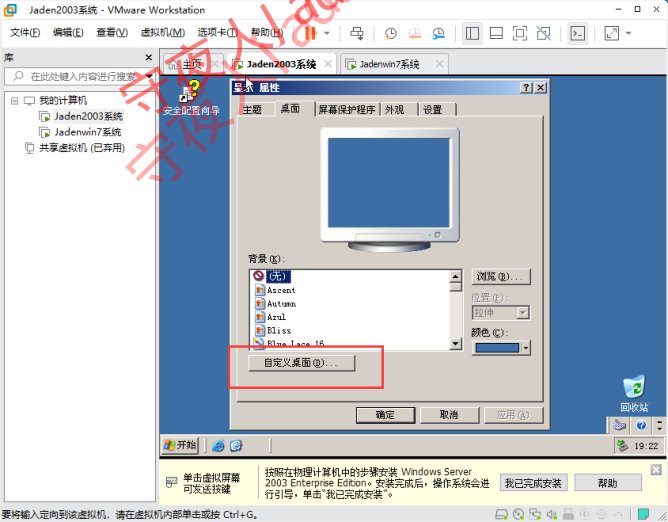 Jaden2003系统 - VMware Workstation
文件(F) 编辑(E) 查看(V) 虚拟机(M) 选项卡(T) 帮助(H)
库
主页 Jaden2003系统 Jadenwin7系统
在此处键入内容进行搜索
我的计算机
Jaden2003系统
Jadenwin7系统
共享虚拟机 (已弃用)
守夜人
守夜人
安全配置向导
显示 属性
主题 桌面 屏幕保护程序 外观 设置
背景(K):
(无)
Ascent
Autumn
Azul
Bliss
Blue Lace 16
浏览(B)...
位置(P):
拉伸
颜色(C):
自定义桌面(D)...
确定 取消 应用(A)
回收站
开始
19:22
单击虚拟屏幕
可发送按键
按照在物理计算机中的步骤安装 Windows Server
2003 Enterprise Edition。安装完成后，操作系统会进
行引导，单击“我已完成安装”。
我已完成安装 帮助
要将输入定向到该虚拟机，请在虚拟机内部单击或按 Ctrl+G。